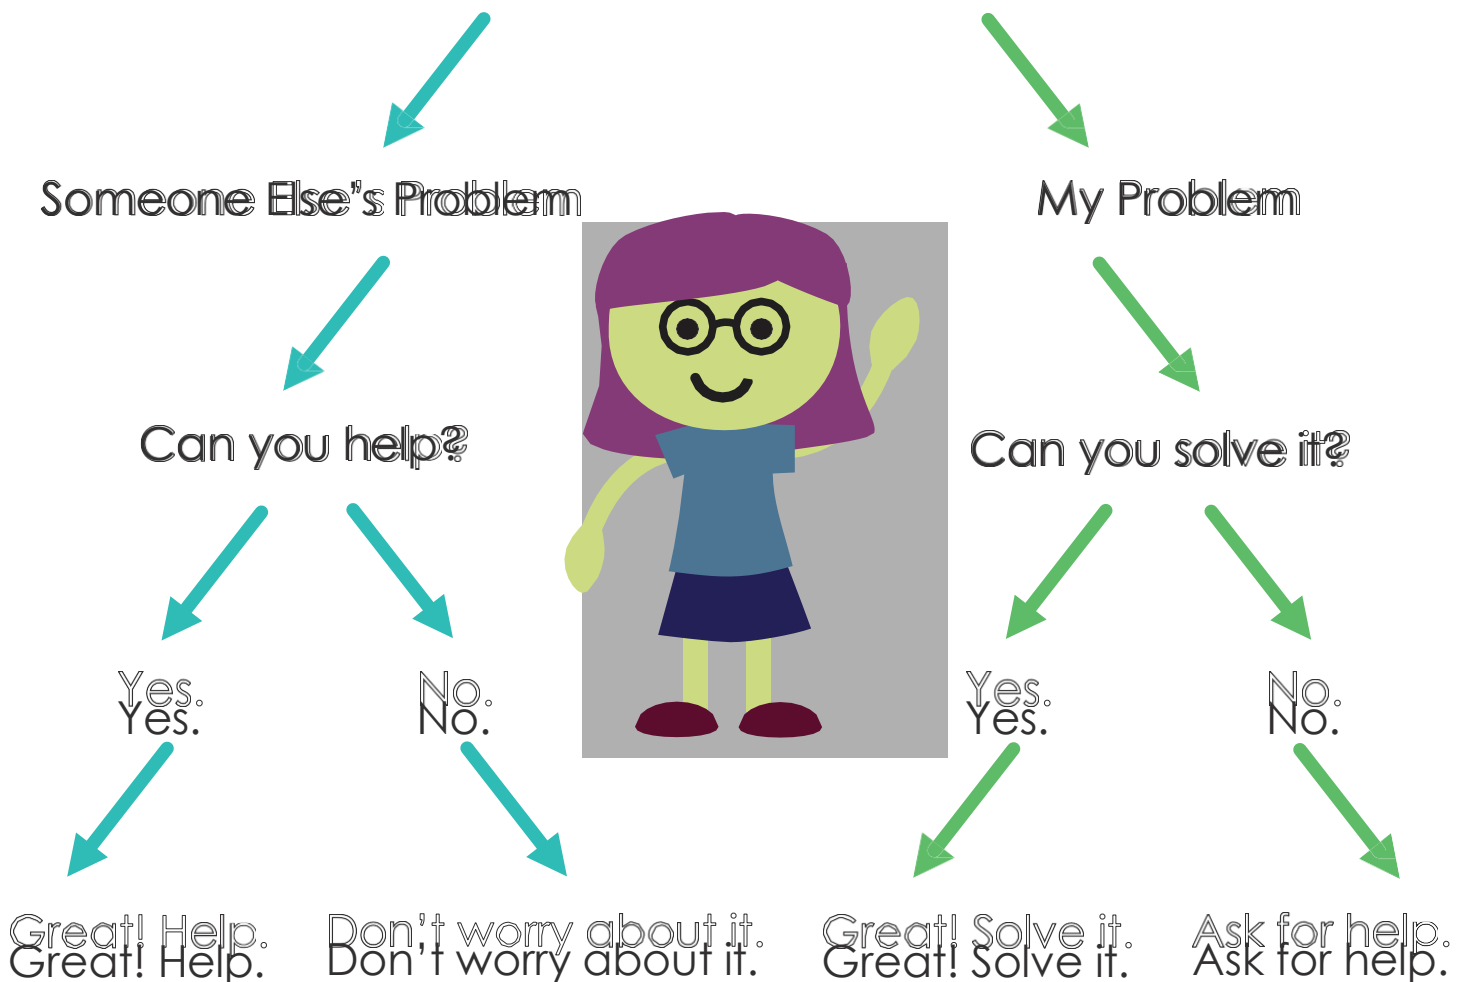 Someone Else's Problem
My Problem
Can you help?
Can you solve it?
Yes.
No.
Yes.
No.
Great! Help.
Don't worry about it.
Great! Solve it.
Ask for help.